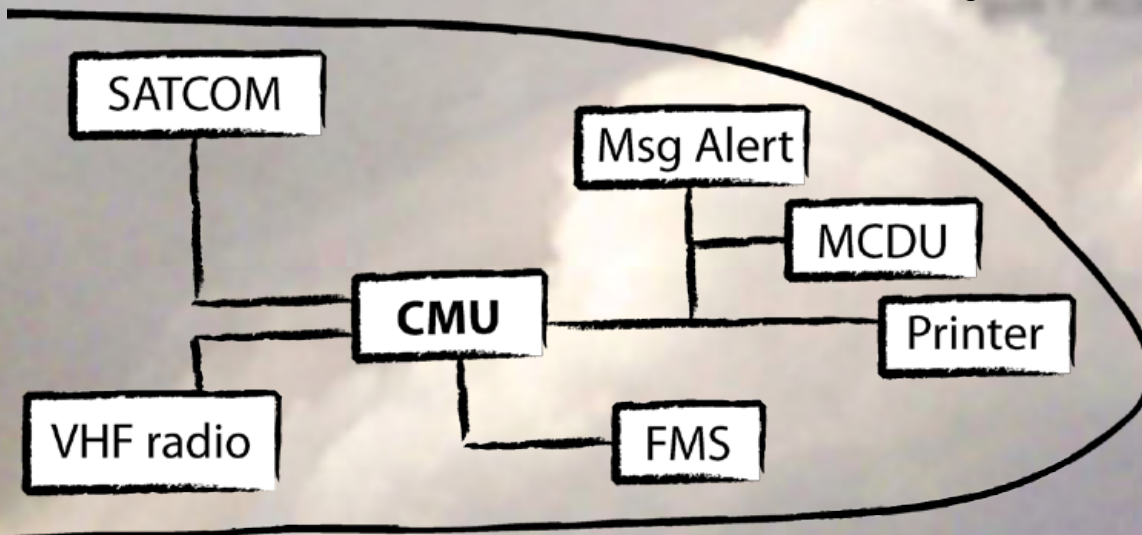 SATCOM
Msg Alert
MCDU
CMU
Printer
VHF radio
FMS